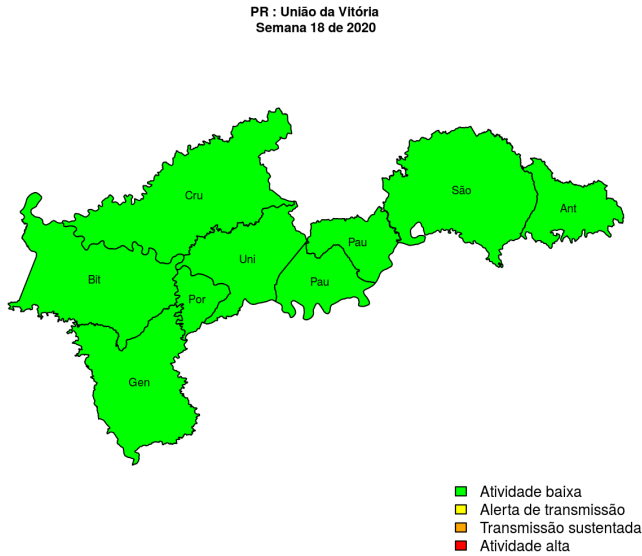 PR : União da Vitória
Semana 18 de 2020
Cru
São
Ant
Pau
Uni
Bit
Pau
Por
Gen
Atividade baixa
Alerta de transmissão
Transmissão sustentada
Atividade alta